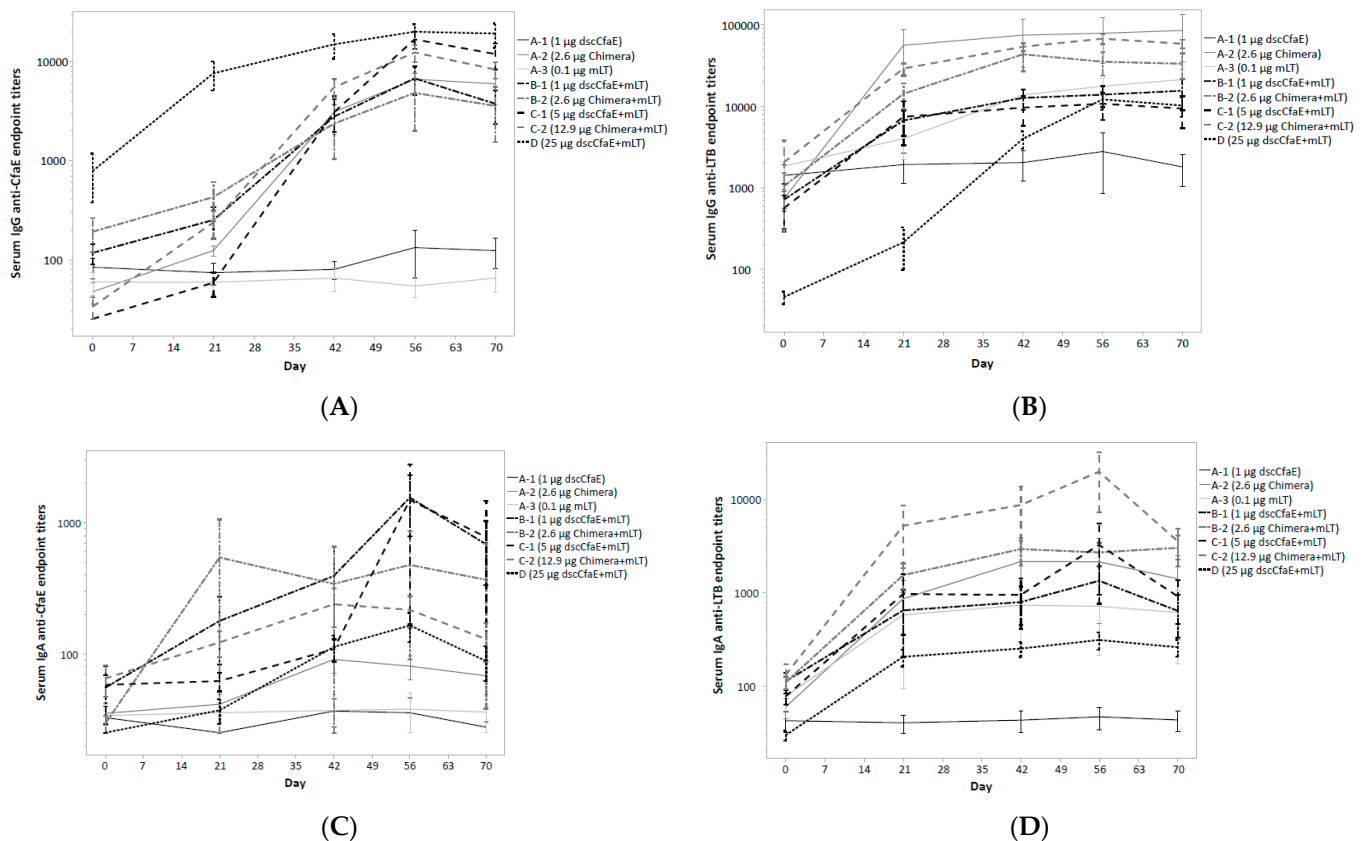 Serum IgG anti-CfaE endpoint titers
10000
1000
100
0 7 14 21 28 35 42 49 56 63 70
Day
A-1 (1 µg dscCfaE)
A-2 (2.6 µg Chimera)
A-3 (0.1 µg mLT)
B-1 (1 µg dscCfaE+mLT)
B-2 (2.6 µg Chimera+mLT)
C-1 (5 µg dscCfaE+mLT)
C-2 (12.9 µg Chimera+mLT)
D (25 µg dscCfaE+mLT)
(A)
Serum IgG anti-LTB endpoint titers
100000
10000
1000
100
0 7 14 21 28 35 42 49 56 63 70
Day
A-1 (1 µg dscCfaE)
A-2 (2.6 µg Chimera)
A-3 (0.1 µg mLT)
B-1 (1 µg dscCfaE+mLT)
B-2 (2.6 µg Chimera+mLT)
C-1 (5 µg dscCfaE+mLT)
C-2 (12.9 µg Chimera+mLT)
D (25 µg dscCfaE+mLT)
(B)
Serum IgA anti-CfaE endpoint titers
1000
100
0 7 14 21 28 35 42 49 56 63 70
Day
A-1 (1 µg dscCfaE)
A-2 (2.6 µg Chimera)
A-3 (0.1 µg mLT)
B-1 (1 µg dscCfaE+mLT)
B-2 (2.6 µg Chimera+mLT)
C-1 (5 µg dscCfaE+mLT)
C-2 (12.9 µg Chimera+mLT)
D (25 µg dscCfaE+mLT)
(C)
Serum IgA anti-LTB endpoint titers
10000
1000
100
0 7 14 21 28 35 42 49 56 63 70
Day
A-1 (1 µg dscCfaE)
A-2 (2.6 µg Chimera)
A-3 (0.1 µg mLT)
B-1 (1 µg dscCfaE+mLT)
B-2 (2.6 µg Chimera+mLT)
C-1 (5 µg dscCfaE+mLT)
C-2 (12.9 µg Chimera+mLT)
D (25 µg dscCfaE+mLT)
(D)